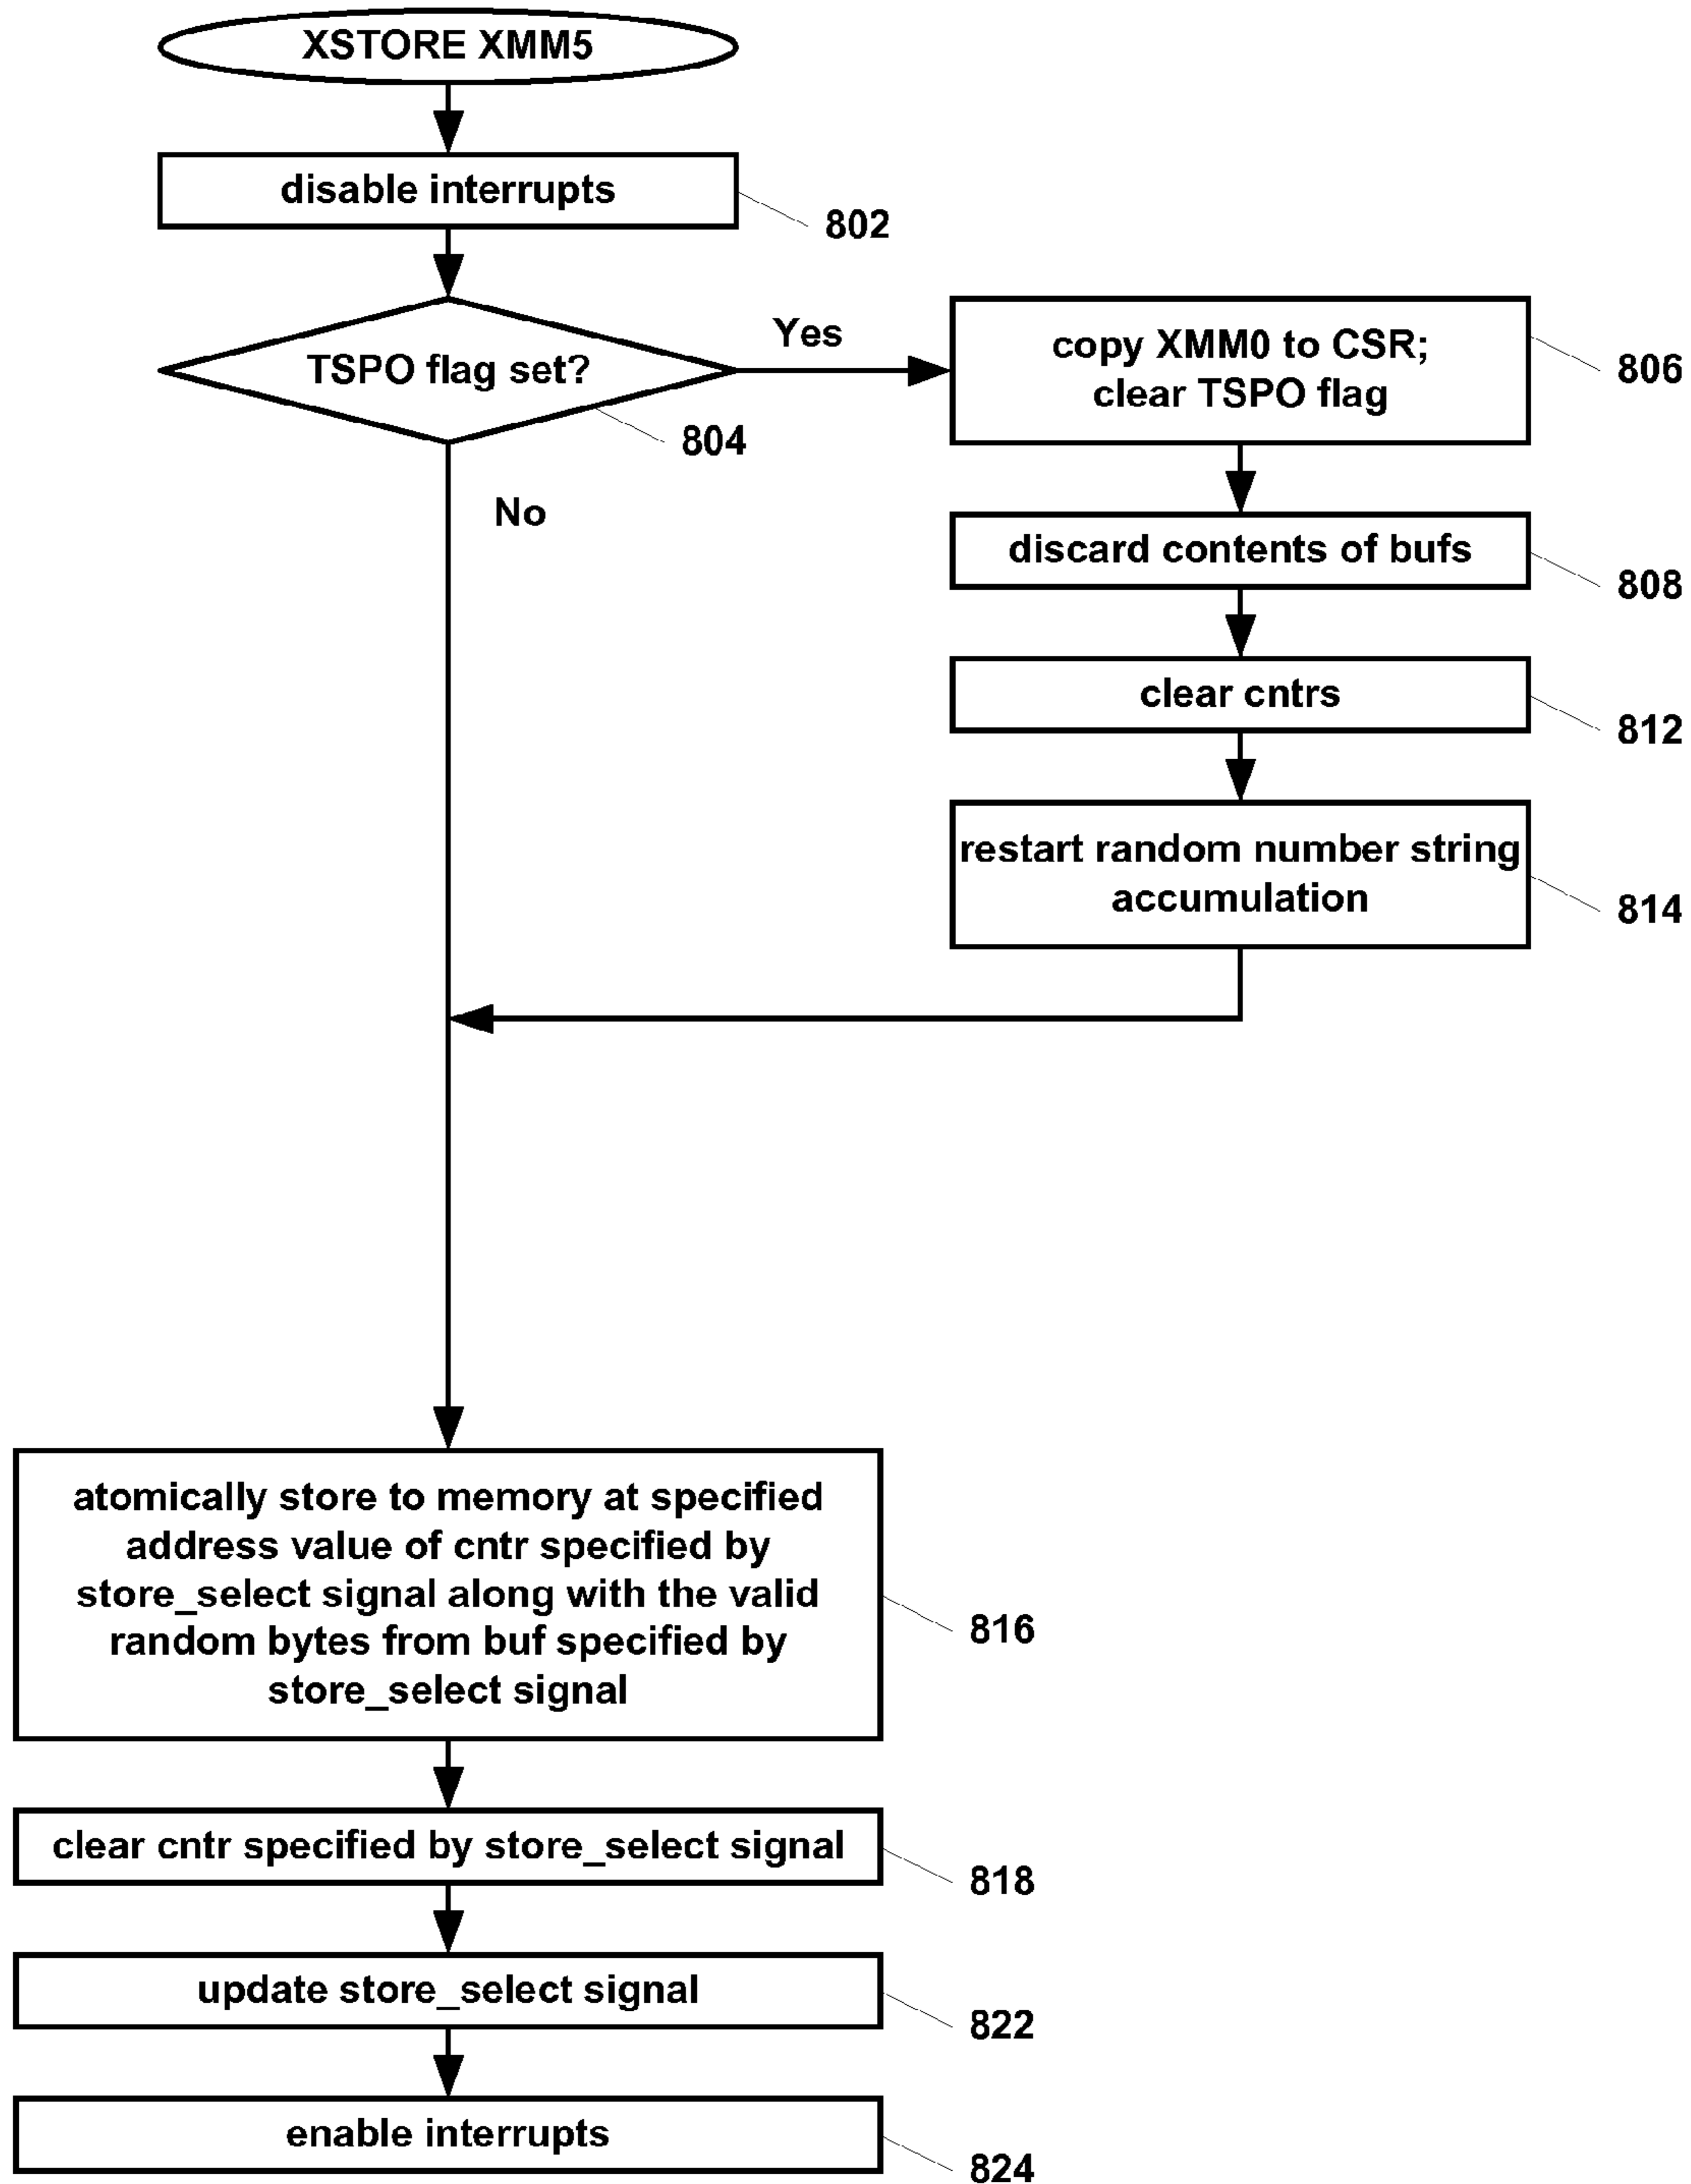 XSTORE XMM5
disable interrupts
802
TSPO flag set?
804
Yes
No
copy XMM0 to CSR;
clear TSPO flag
806
discard contents of bufs
808
clear cntrs
812
restart random number string
accumulation
814
atomically store to memory at specified
address value of cntr specified by
store_select signal along with the valid
random bytes from buf specified by
store_select signal
816
clear cntr specified by store_select signal
818
update store_select signal
822
enable interrupts
824